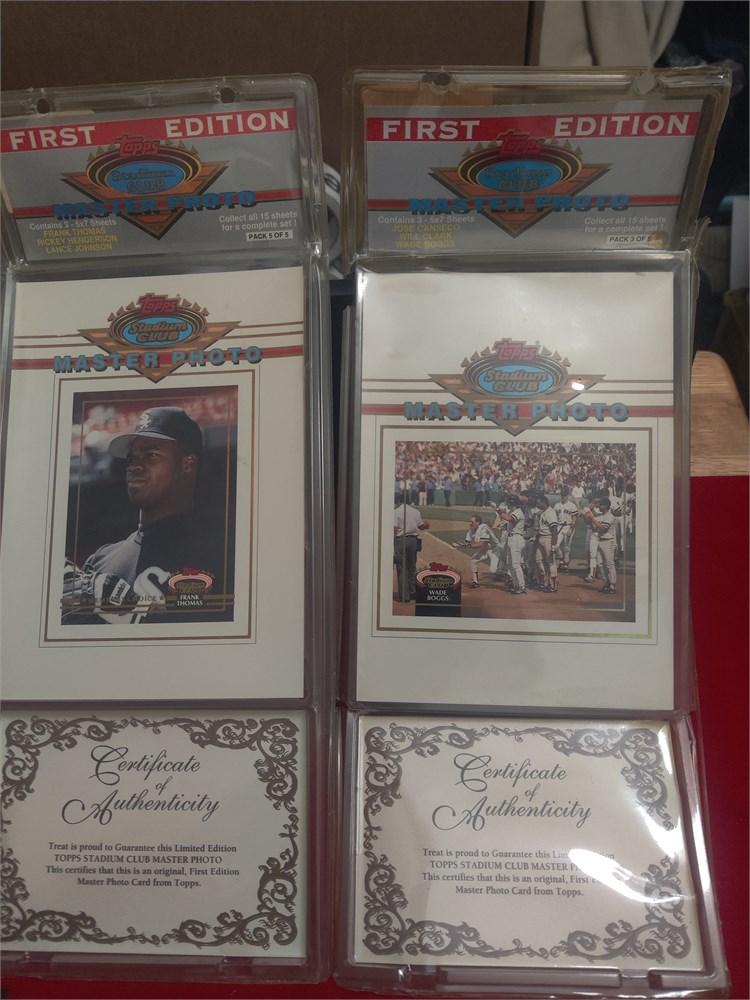 FIRST EDITION
Topps
Stadium
CLUB
MASTER PHOTO
Contains 3 - 5x7 Sheets
FRANK THOMAS
RICKEY HENDERSON
LANCE JOHNSON
Collect all 15 sheets
for a complete set !
PACK 5 OF 5
Topps
Stadium
CLUB
MASTER PHOTO
Topps
FRANK
THOMAS
Certificate
of
Authenticity
Treat is proud to Guarantee this Limited Edition
TOPPS STADIUM CLUB MASTER PHOTO
This certifies that this is an original, First Edition
Master Photo Card from Topps.
FIRST EDITION
Topps
Stadium
CLUB
MASTER PHOTO
Contains 3 - 5x7 Sheets
JOSE CANSECO
WILL CLARK
WADE BOGGS
Collect all 15 sheets
for a complete set !
PACK 3 OF 5
Topps
Stadium
CLUB
MASTER PHOTO
Topps
WADE
BOGGS
Certificate
of
Authenticity
Treat is proud to Guarantee this Limited Edition
TOPPS STADIUM CLUB MASTER
This certifies that this is an original, First
Master Photo Card from Topps.